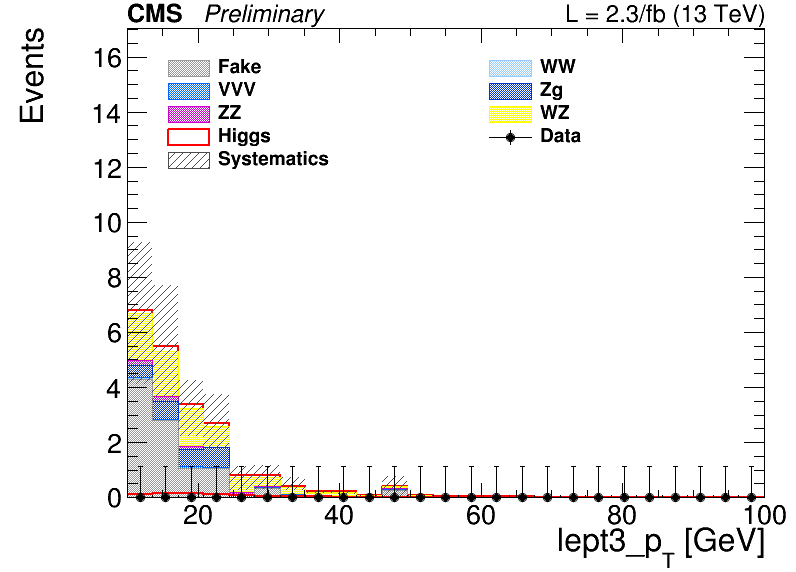 CMS Preliminary L = 2.3/fb (13 TeV)
Events
16
14
12
10
8
6
4
2
0
Fake
VVV
ZZ
Higgs
Systematics
WW
Zg
WZ
Data
20 40 60 80 100
lept3_p_T [GeV]